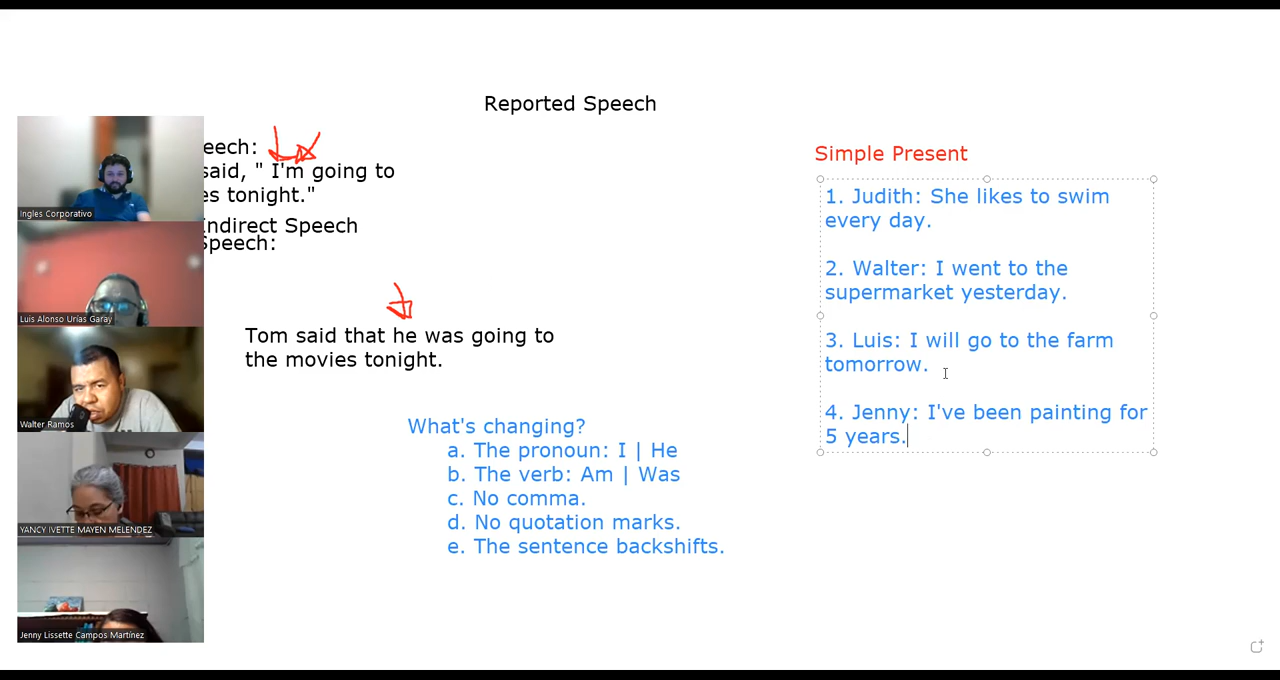 Reported Speech
eech:
said, " I'm going to
es tonight."
Indirect Speech
Speech:
Tom said that he was going to
the movies tonight.
What's changing?
a. The pronoun: I | He
b. The verb: Am | Was
c. No comma.
d. No quotation marks.
e. The sentence backshifts.
Simple Present
1. Judith: She likes to swim
every day.
2. Walter: I went to the
supermarket yesterday.
3. Luis: I will go to the farm
tomorrow.
4. Jenny: I've been painting for
5 years.
Ingles Corporativo
Luis Alonso Urías Garay
Walter Ramos
YANCY IVETTE MAYEN MELENDEZ
Jenny Lissette Campos Martínez